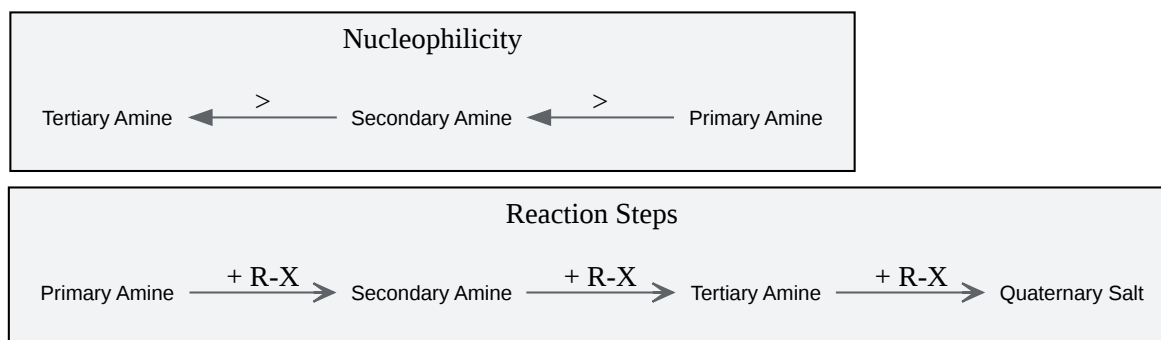 Nucleophilicity
Tertiary Amine > Secondary Amine > Primary Amine
Reaction Steps
Primary Amine + R-X Secondary Amine + R-X Tertiary Amine + R-X Quaternary Salt